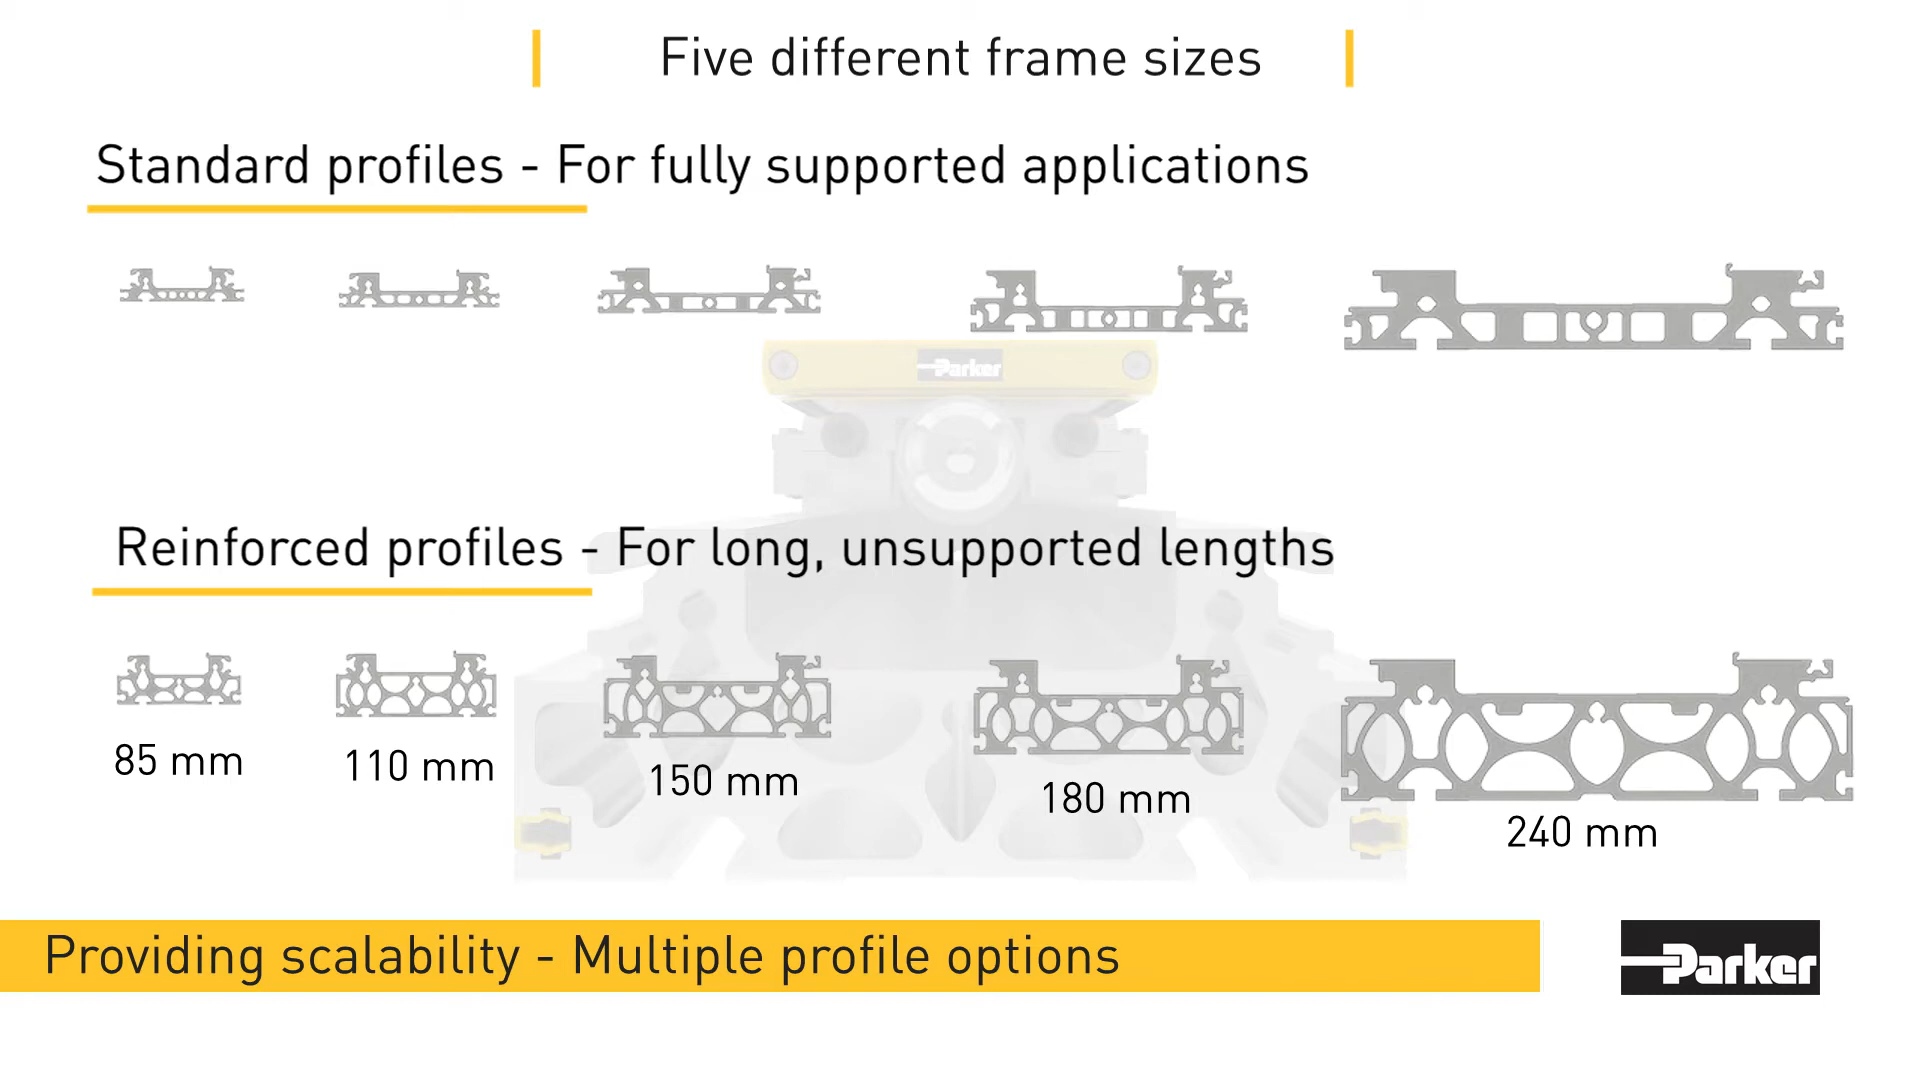 Five different frame sizes
Standard profiles - For fully supported applications
Parker
Reinforced profiles - For long, unsupported lengths
85 mm
110 mm
150 mm
180 mm
240 mm
Providing scalability - Multiple profile options
Parker